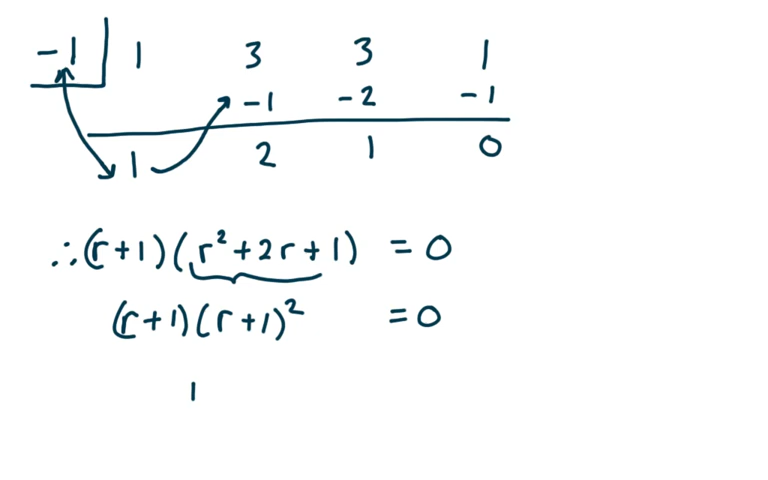 -1 | 1 3 3 1
-1 -2 -1
1 2 1 0
∴(r+1)(r²+2r+1) = 0
(r+1)(r+1)² = 0
1